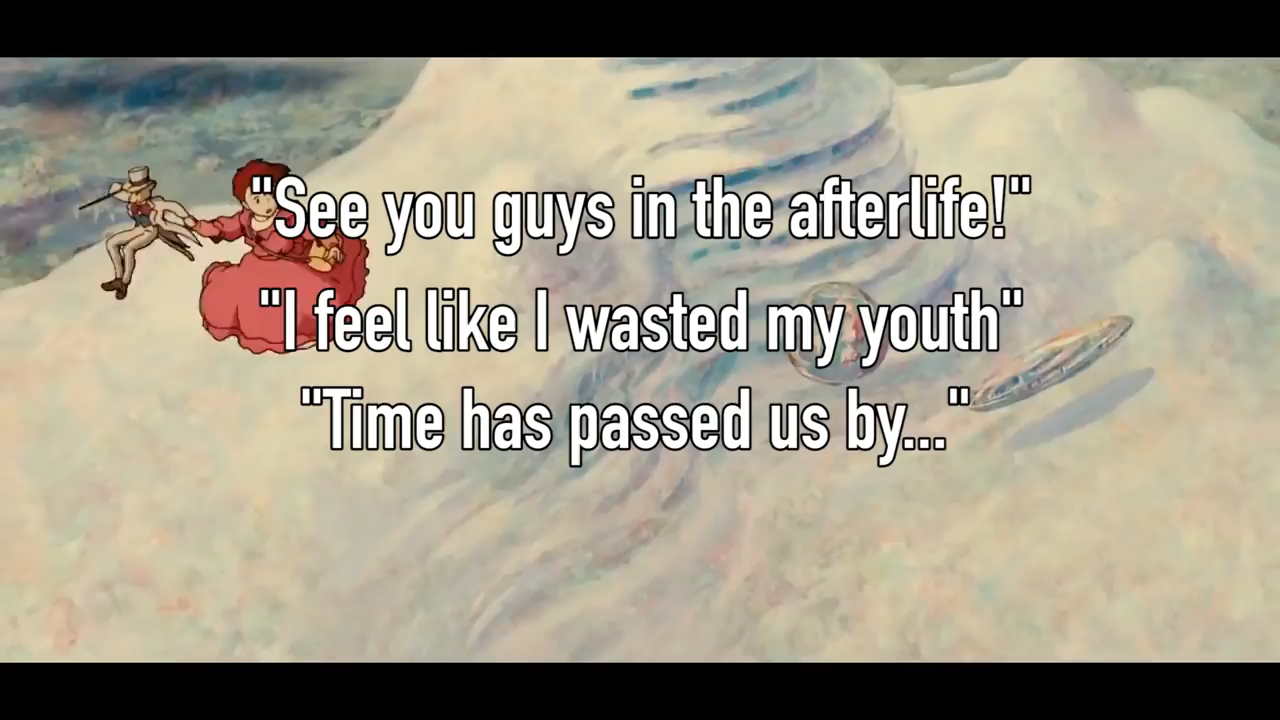 "See you guys in the afterlife!"
"I feel like I wasted my youth"
"Time has passed us by..."